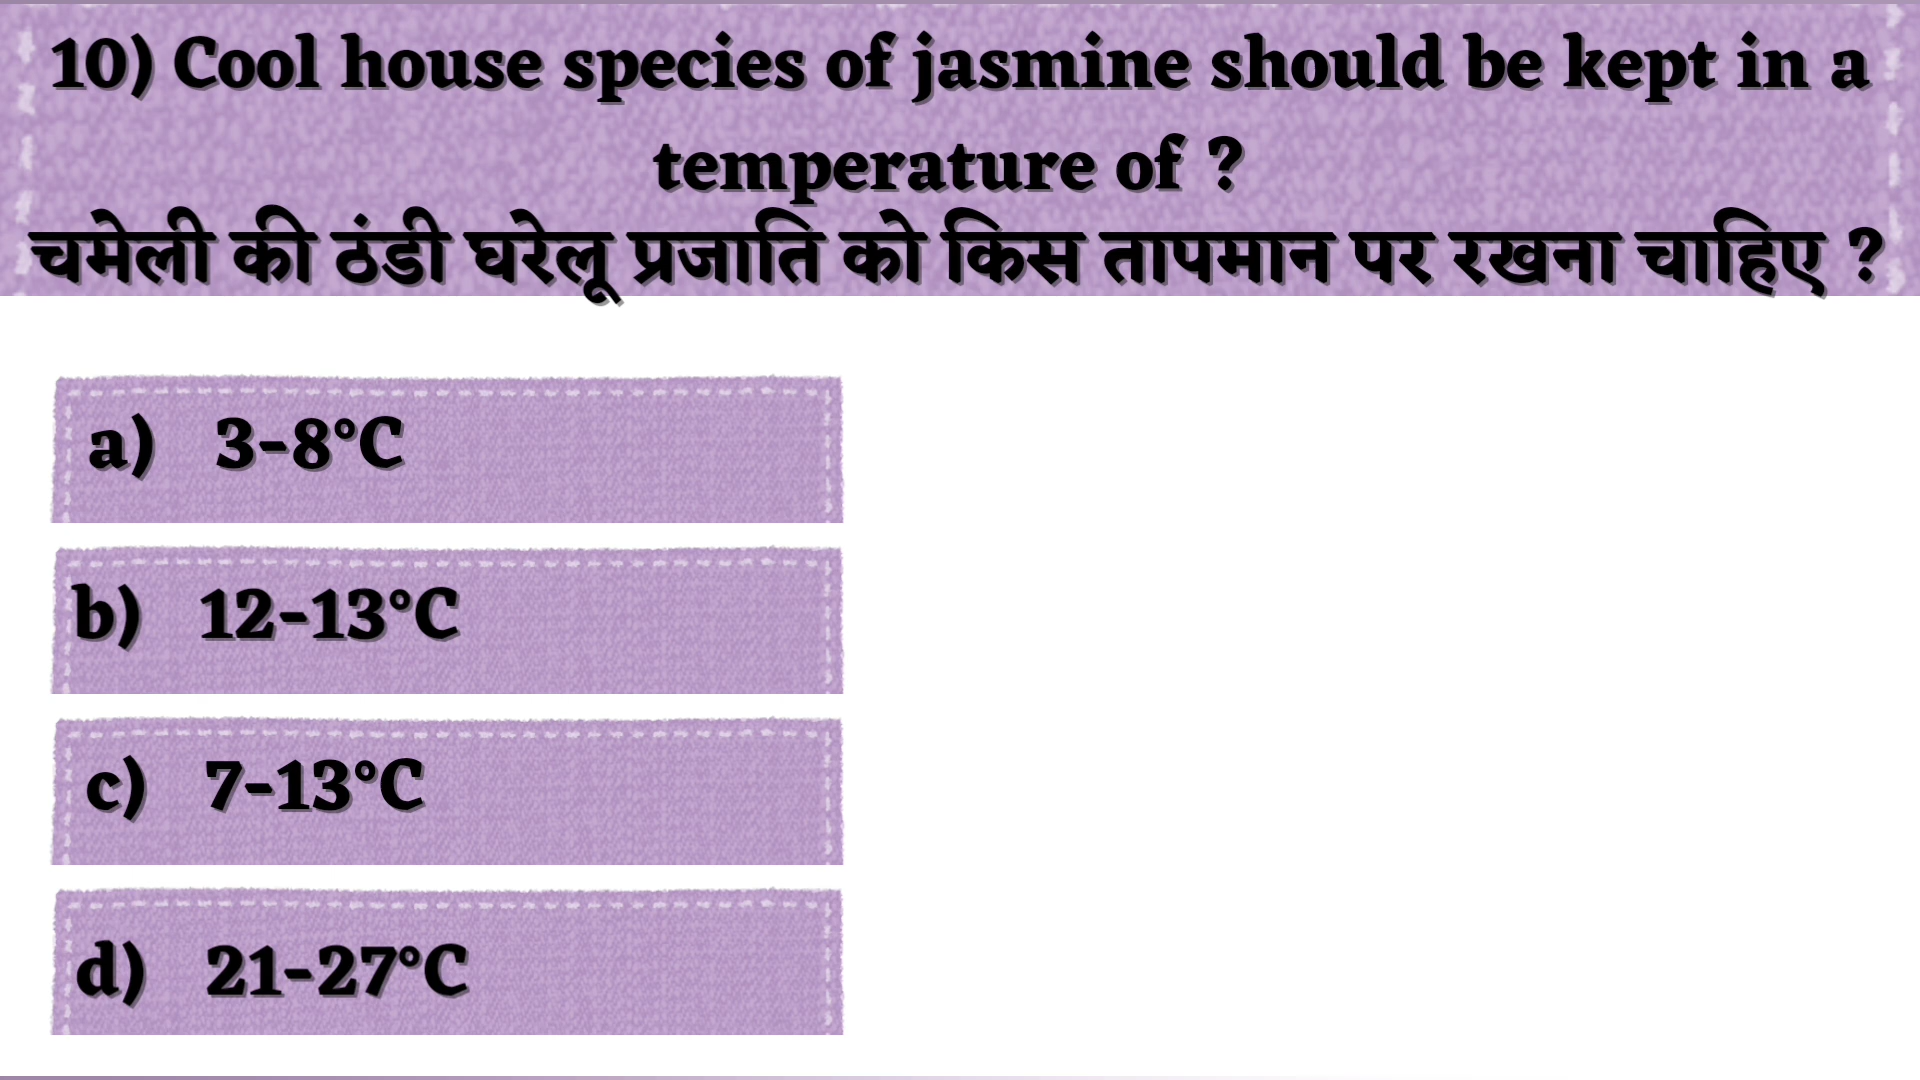 10) Cool house species of jasmine should be kept in a
temperature of ?
चमेली की ठंडी घरेलू प्रजाति को किस तापमान पर रखना चाहिए ?
a) 3-8°C
b) 12-13°C
c) 7-13°C
d) 21-27°C